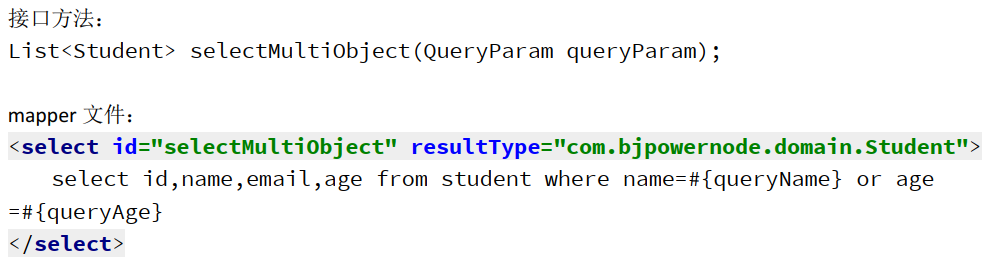 接口方法：
List<Student> selectMultiObject(QueryParam queryParam);
mapper 文件：
<select id="selectMultiObject" resultType="com.bjpowernode.domain.Student">
select id,name,email,age from student where name=#{queryName} or age
=#{queryAge}
</select>